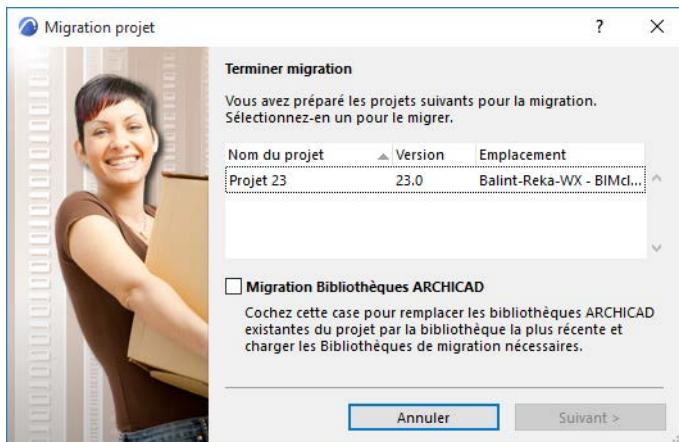 Migration projet
?
Terminer migration
Vous avez préparé les projets suivants pour la migration.
Sélectionnez-en un pour le migrer.
Nom du projet Version Emplacement
Projet 23 23.0 Balint-Reka-WX - BIMcl...
Migration Bibliothèques ARCHICAD
Cochez cette case pour remplacer les bibliothèques ARCHICAD
existantes du projet par la bibliothèque la plus récente et
charger les Bibliothèques de migration nécessaires.
Annuler Suivant >